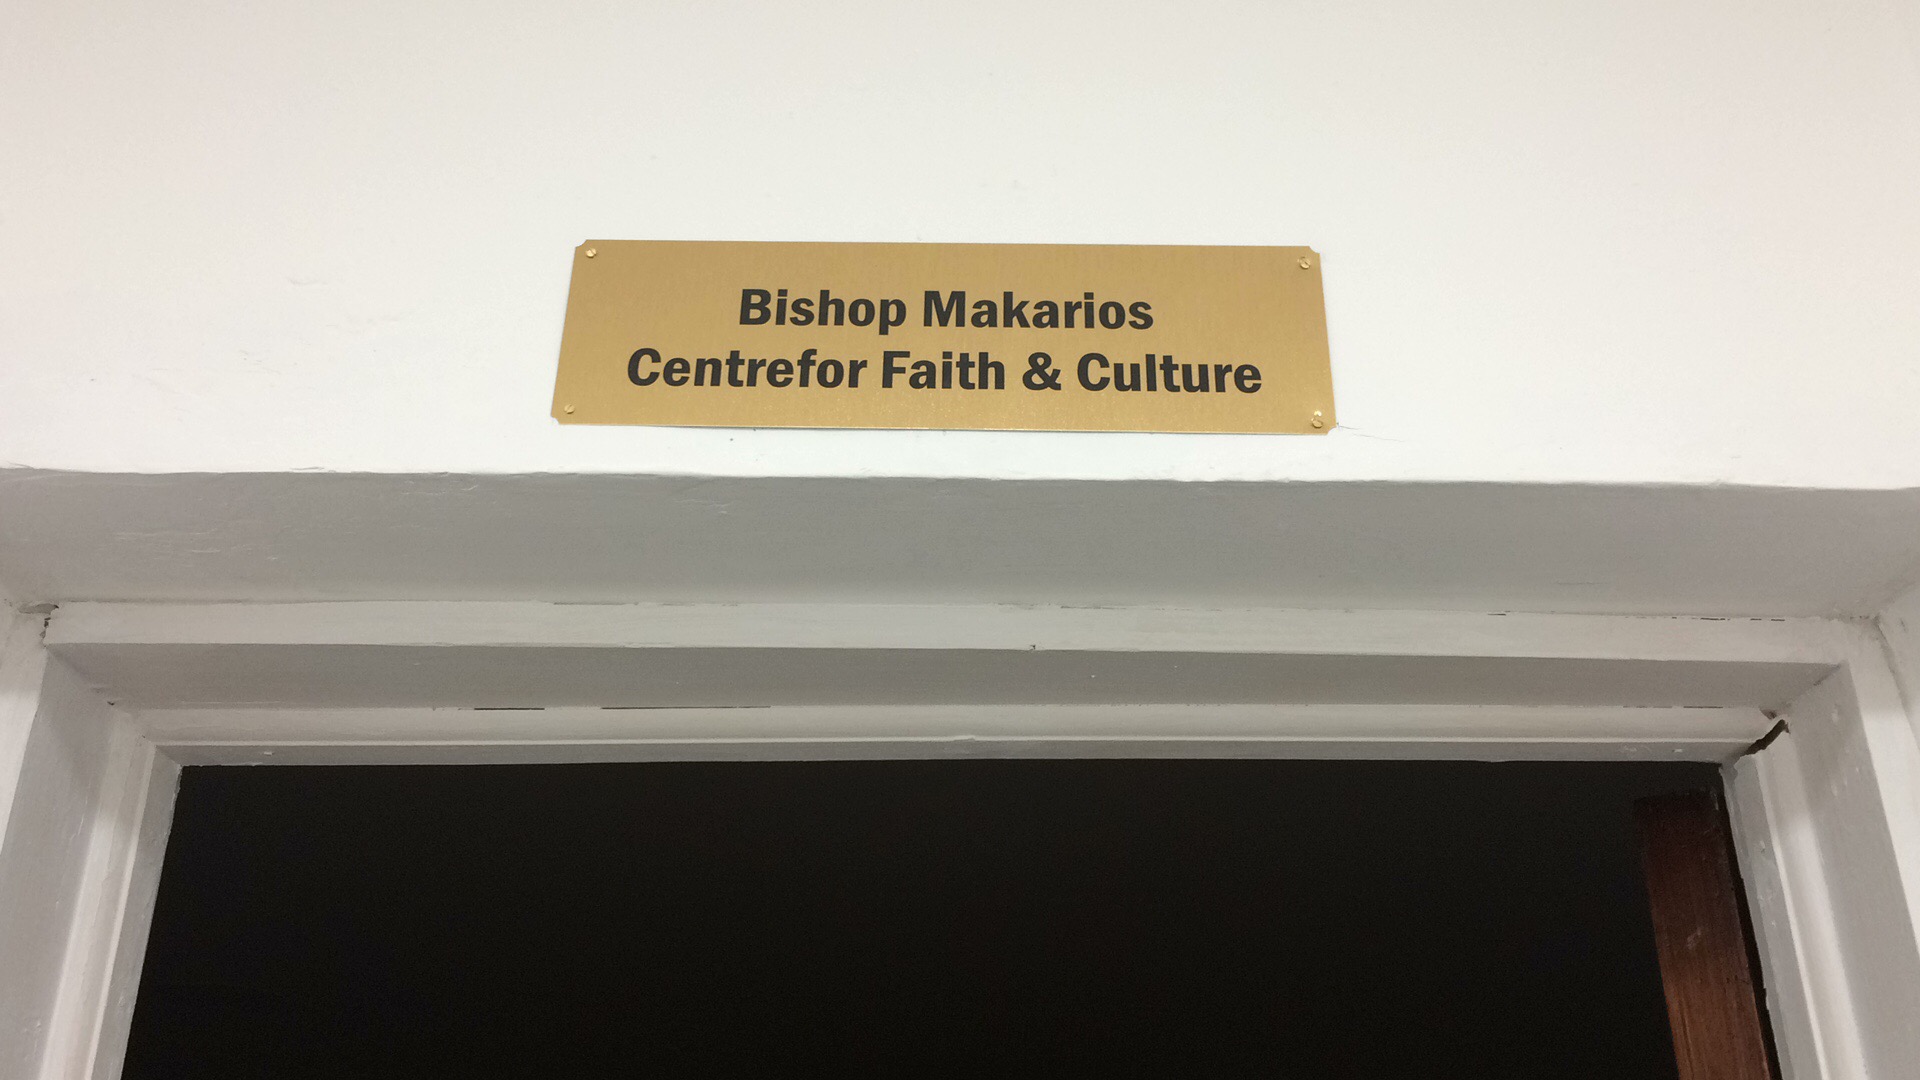 Bishop Makarios
Centrefor Faith & Culture